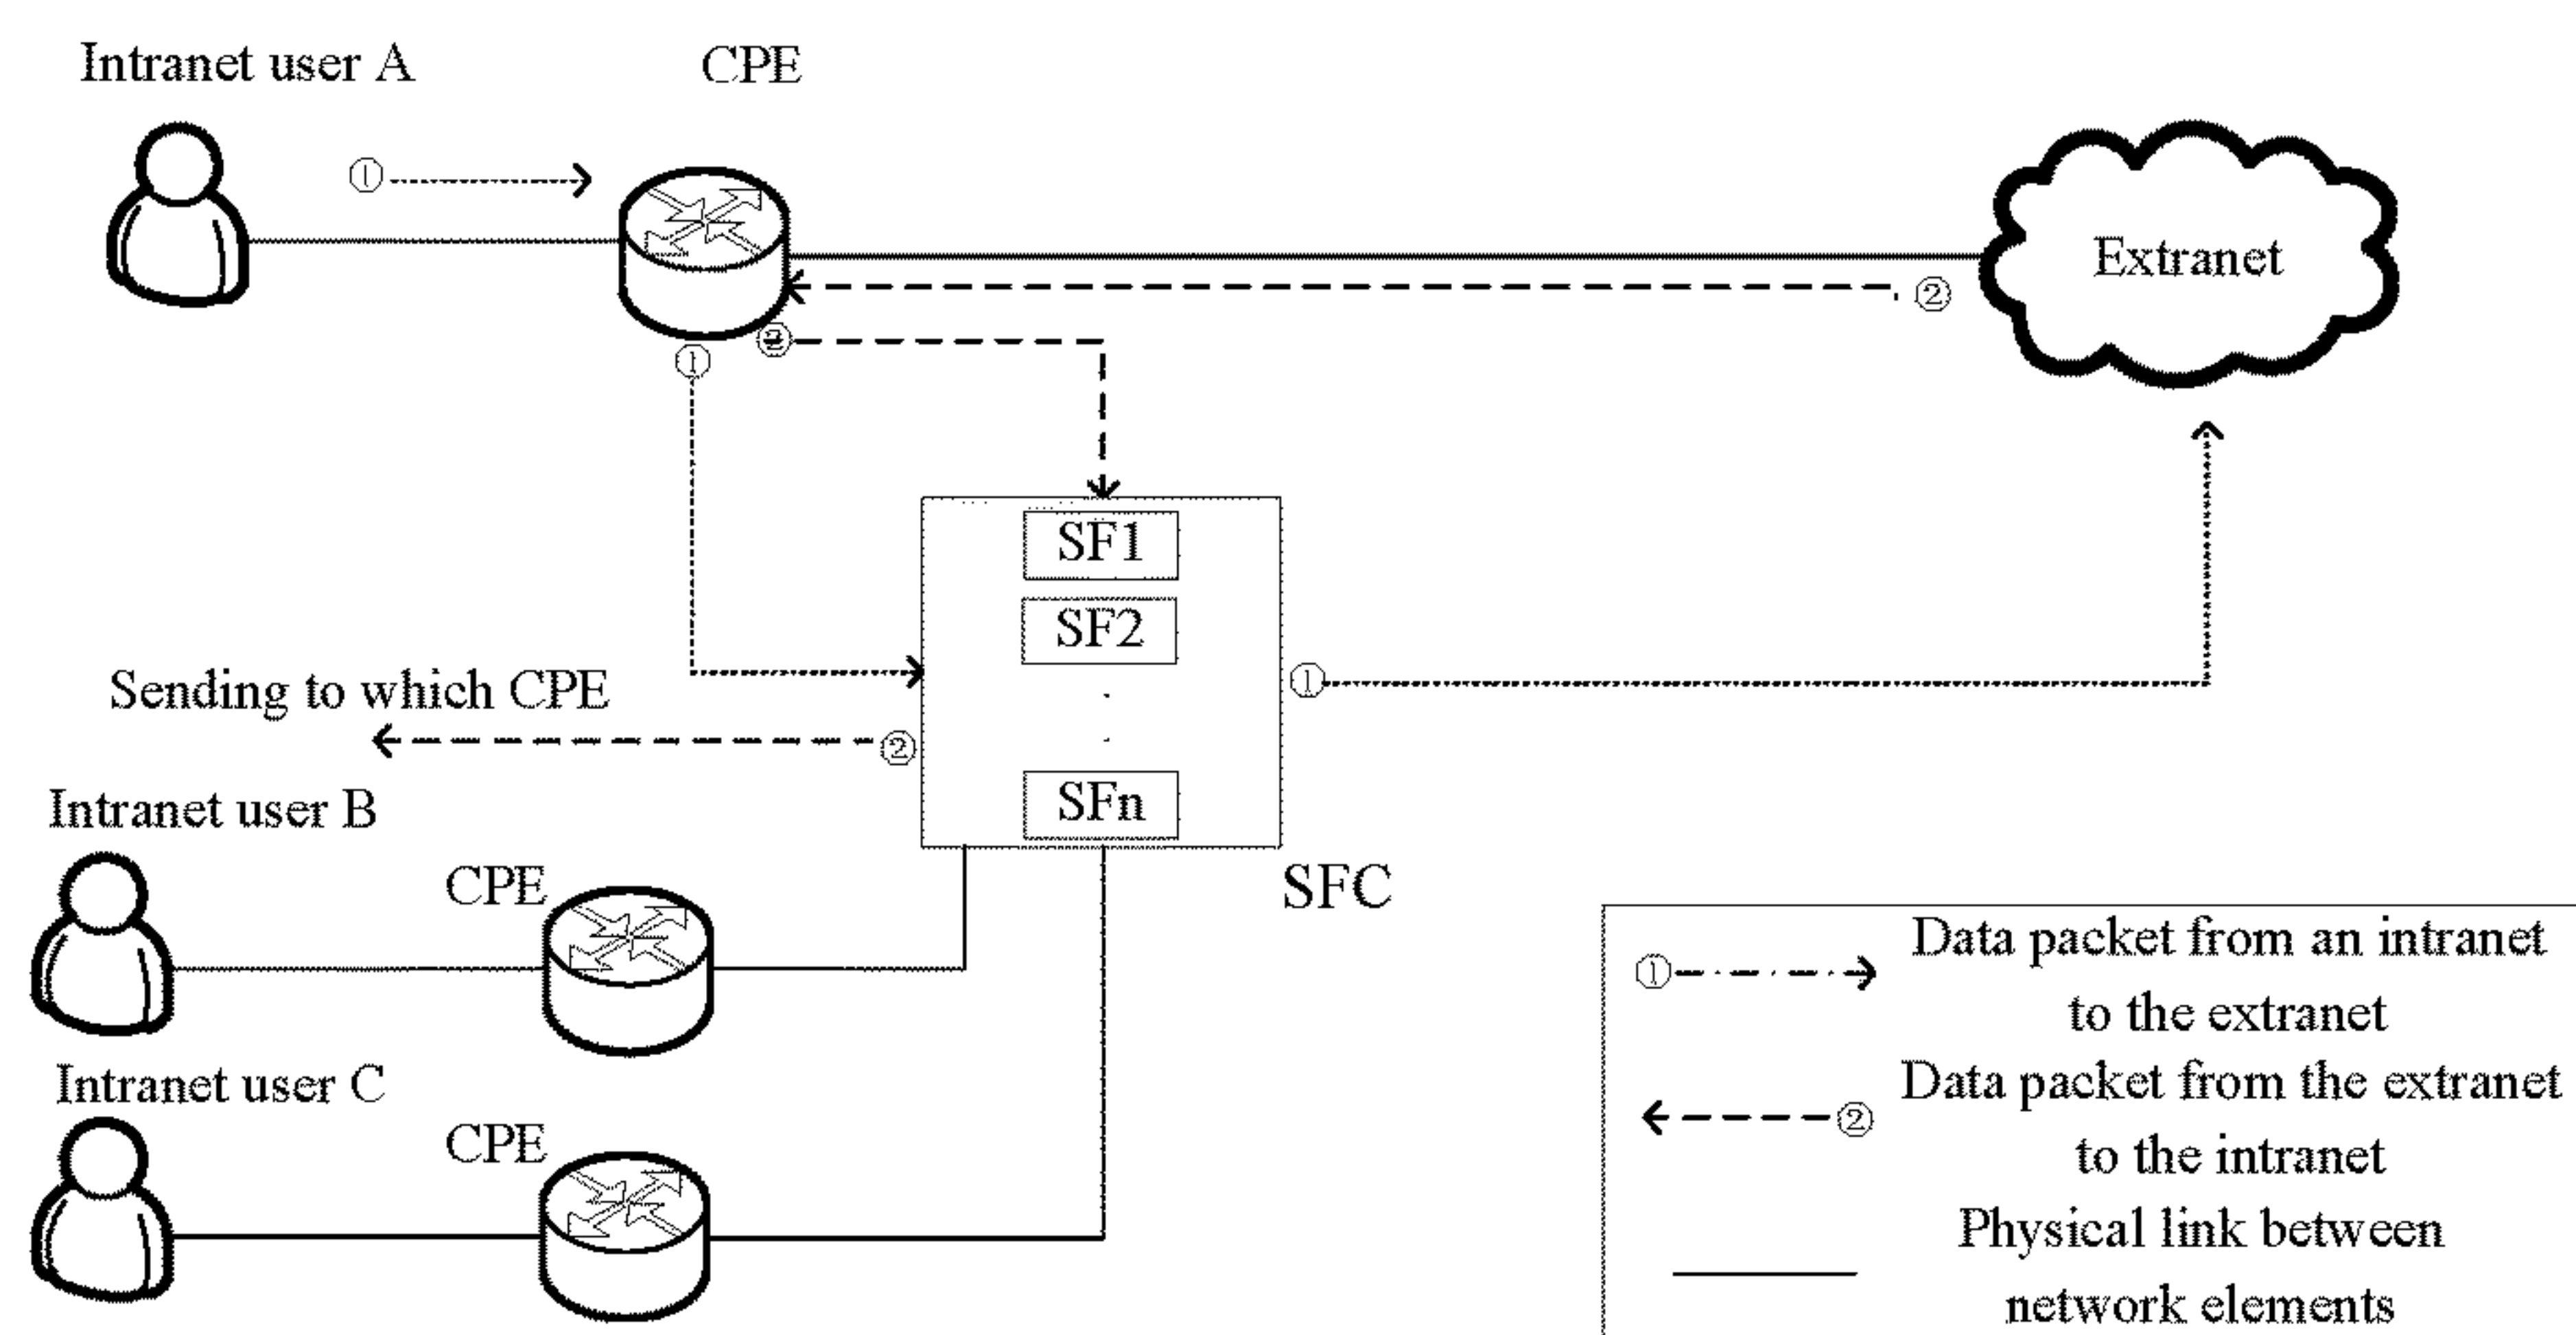 Intranet user A
CPE
①
Extranet
②
②
①
SF1
SF2
Sending to which CPE
①
②
SFn
Intranet user B
CPE
SFC
Intranet user C
CPE
① Data packet from an intranet
to the extranet
Data packet from the extranet
② to the intranet
Physical link between
network elements